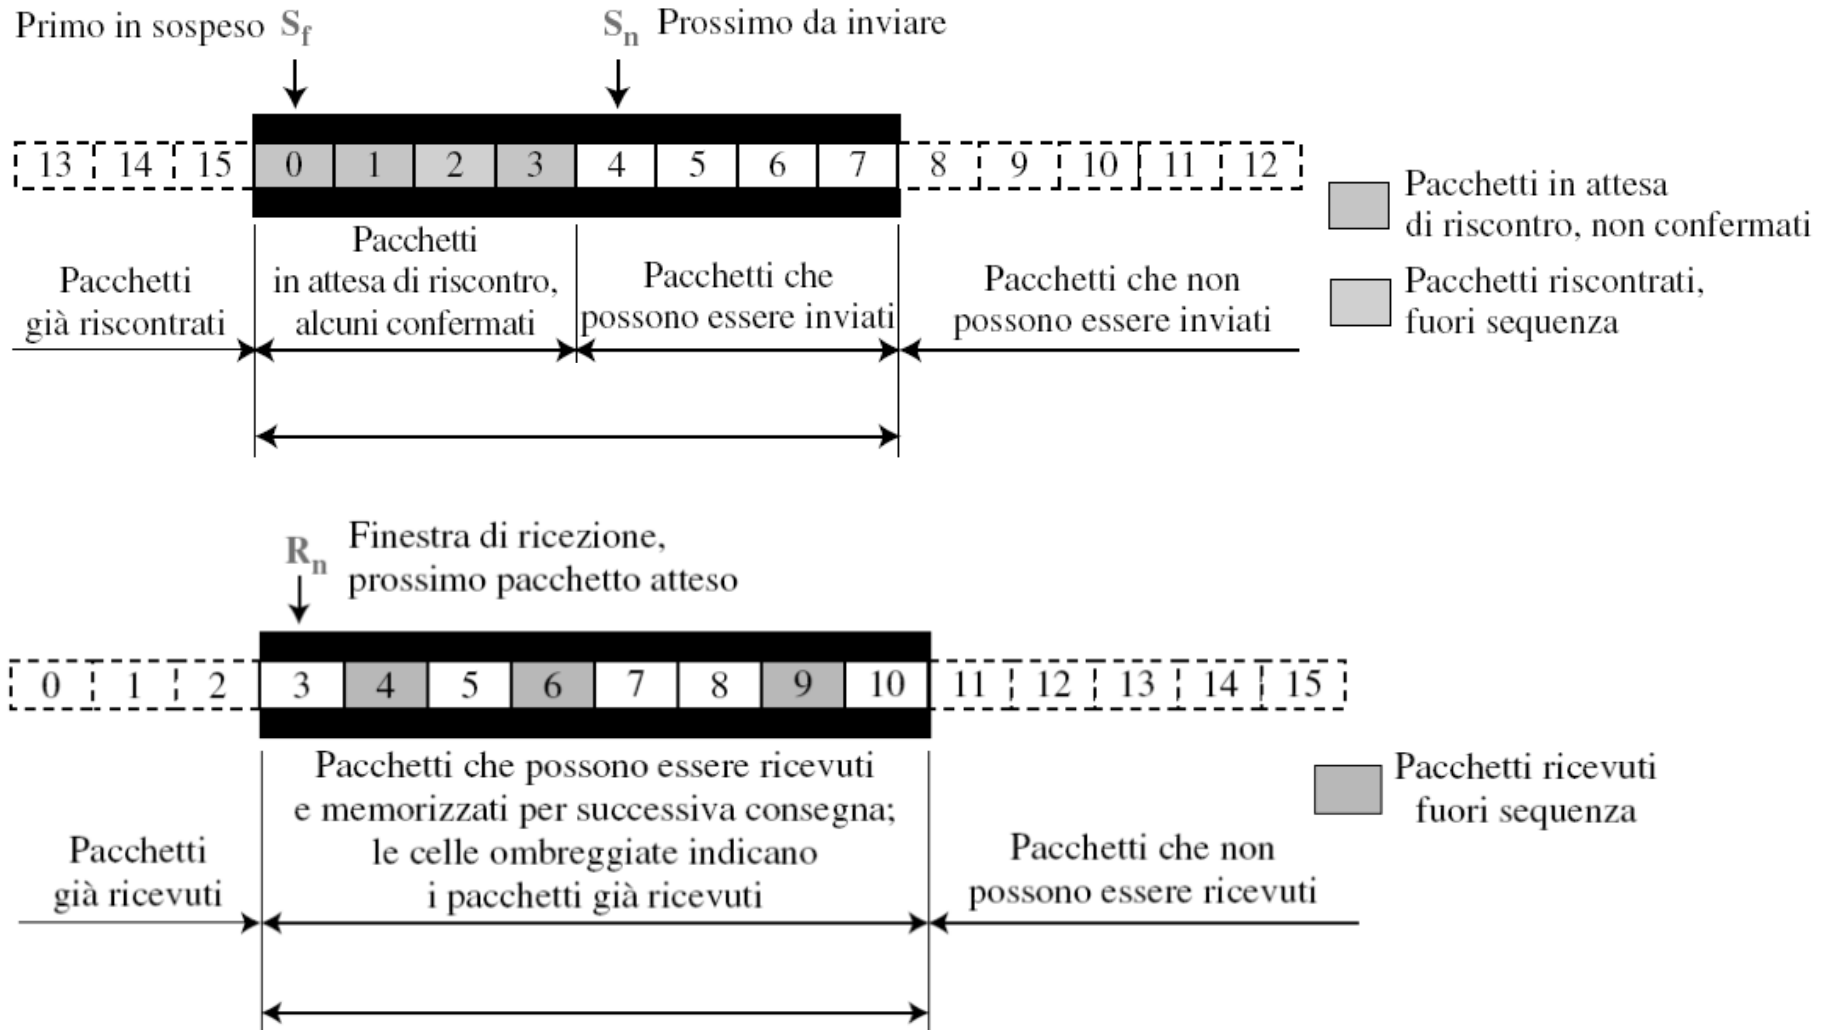 Primo in sospeso Sf Sn Prossimo da inviare
13 14 15 0 1 2 3 4 5 6 7 8 9 10 11 12
Pacchetti in attesa
di riscontro, non confermati
Pacchetti riscontrati,
fuori sequenza
Pacchetti
già riscontrati
Pacchetti
in attesa di riscontro,
alcuni confermati
Pacchetti che
possono essere inviati
Pacchetti che non
possono essere inviati
Rn Finestra di ricezione,
prossimo pacchetto atteso
0 1 2 3 4 5 6 7 8 9 10 11 12 13 14 15
Pacchetti
già ricevuti
Pacchetti che possono essere ricevuti
e memorizzati per successiva consegna;
le celle ombreggiate indicano
i pacchetti già ricevuti
Pacchetti che non
possono essere ricevuti
Pacchetti ricevuti
fuori sequenza